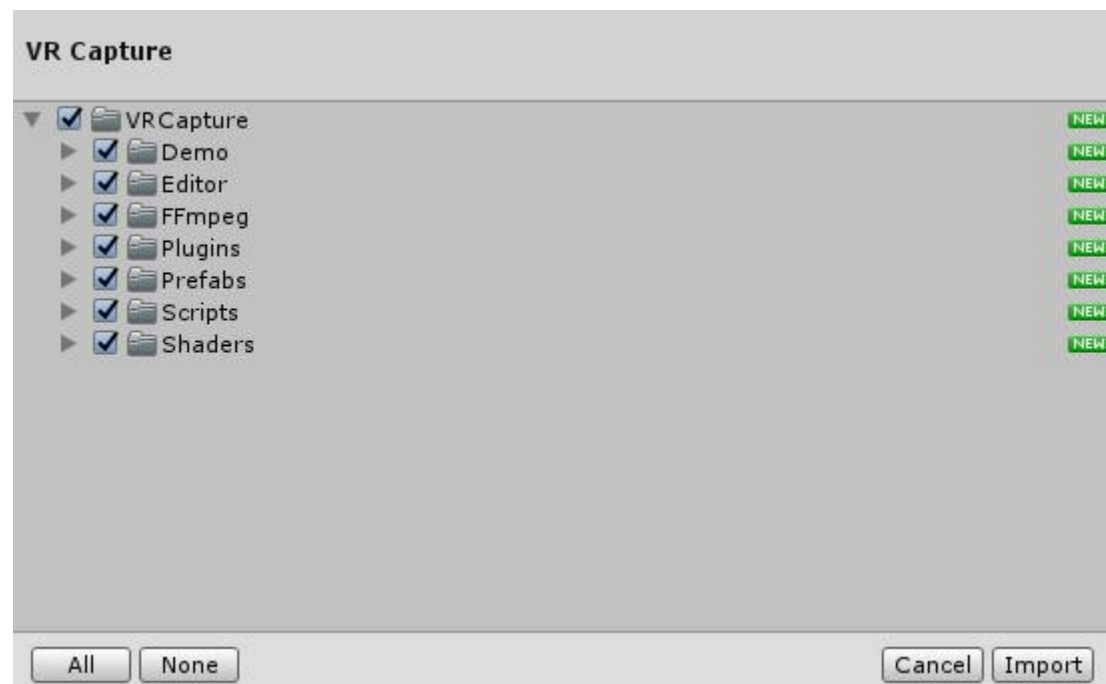 VR Capture
VRCapture NEW
Demo NEW
Editor NEW
FFmpeg NEW
Plugins NEW
Prefabs NEW
Scripts NEW
Shaders NEW
All None Cancel Import